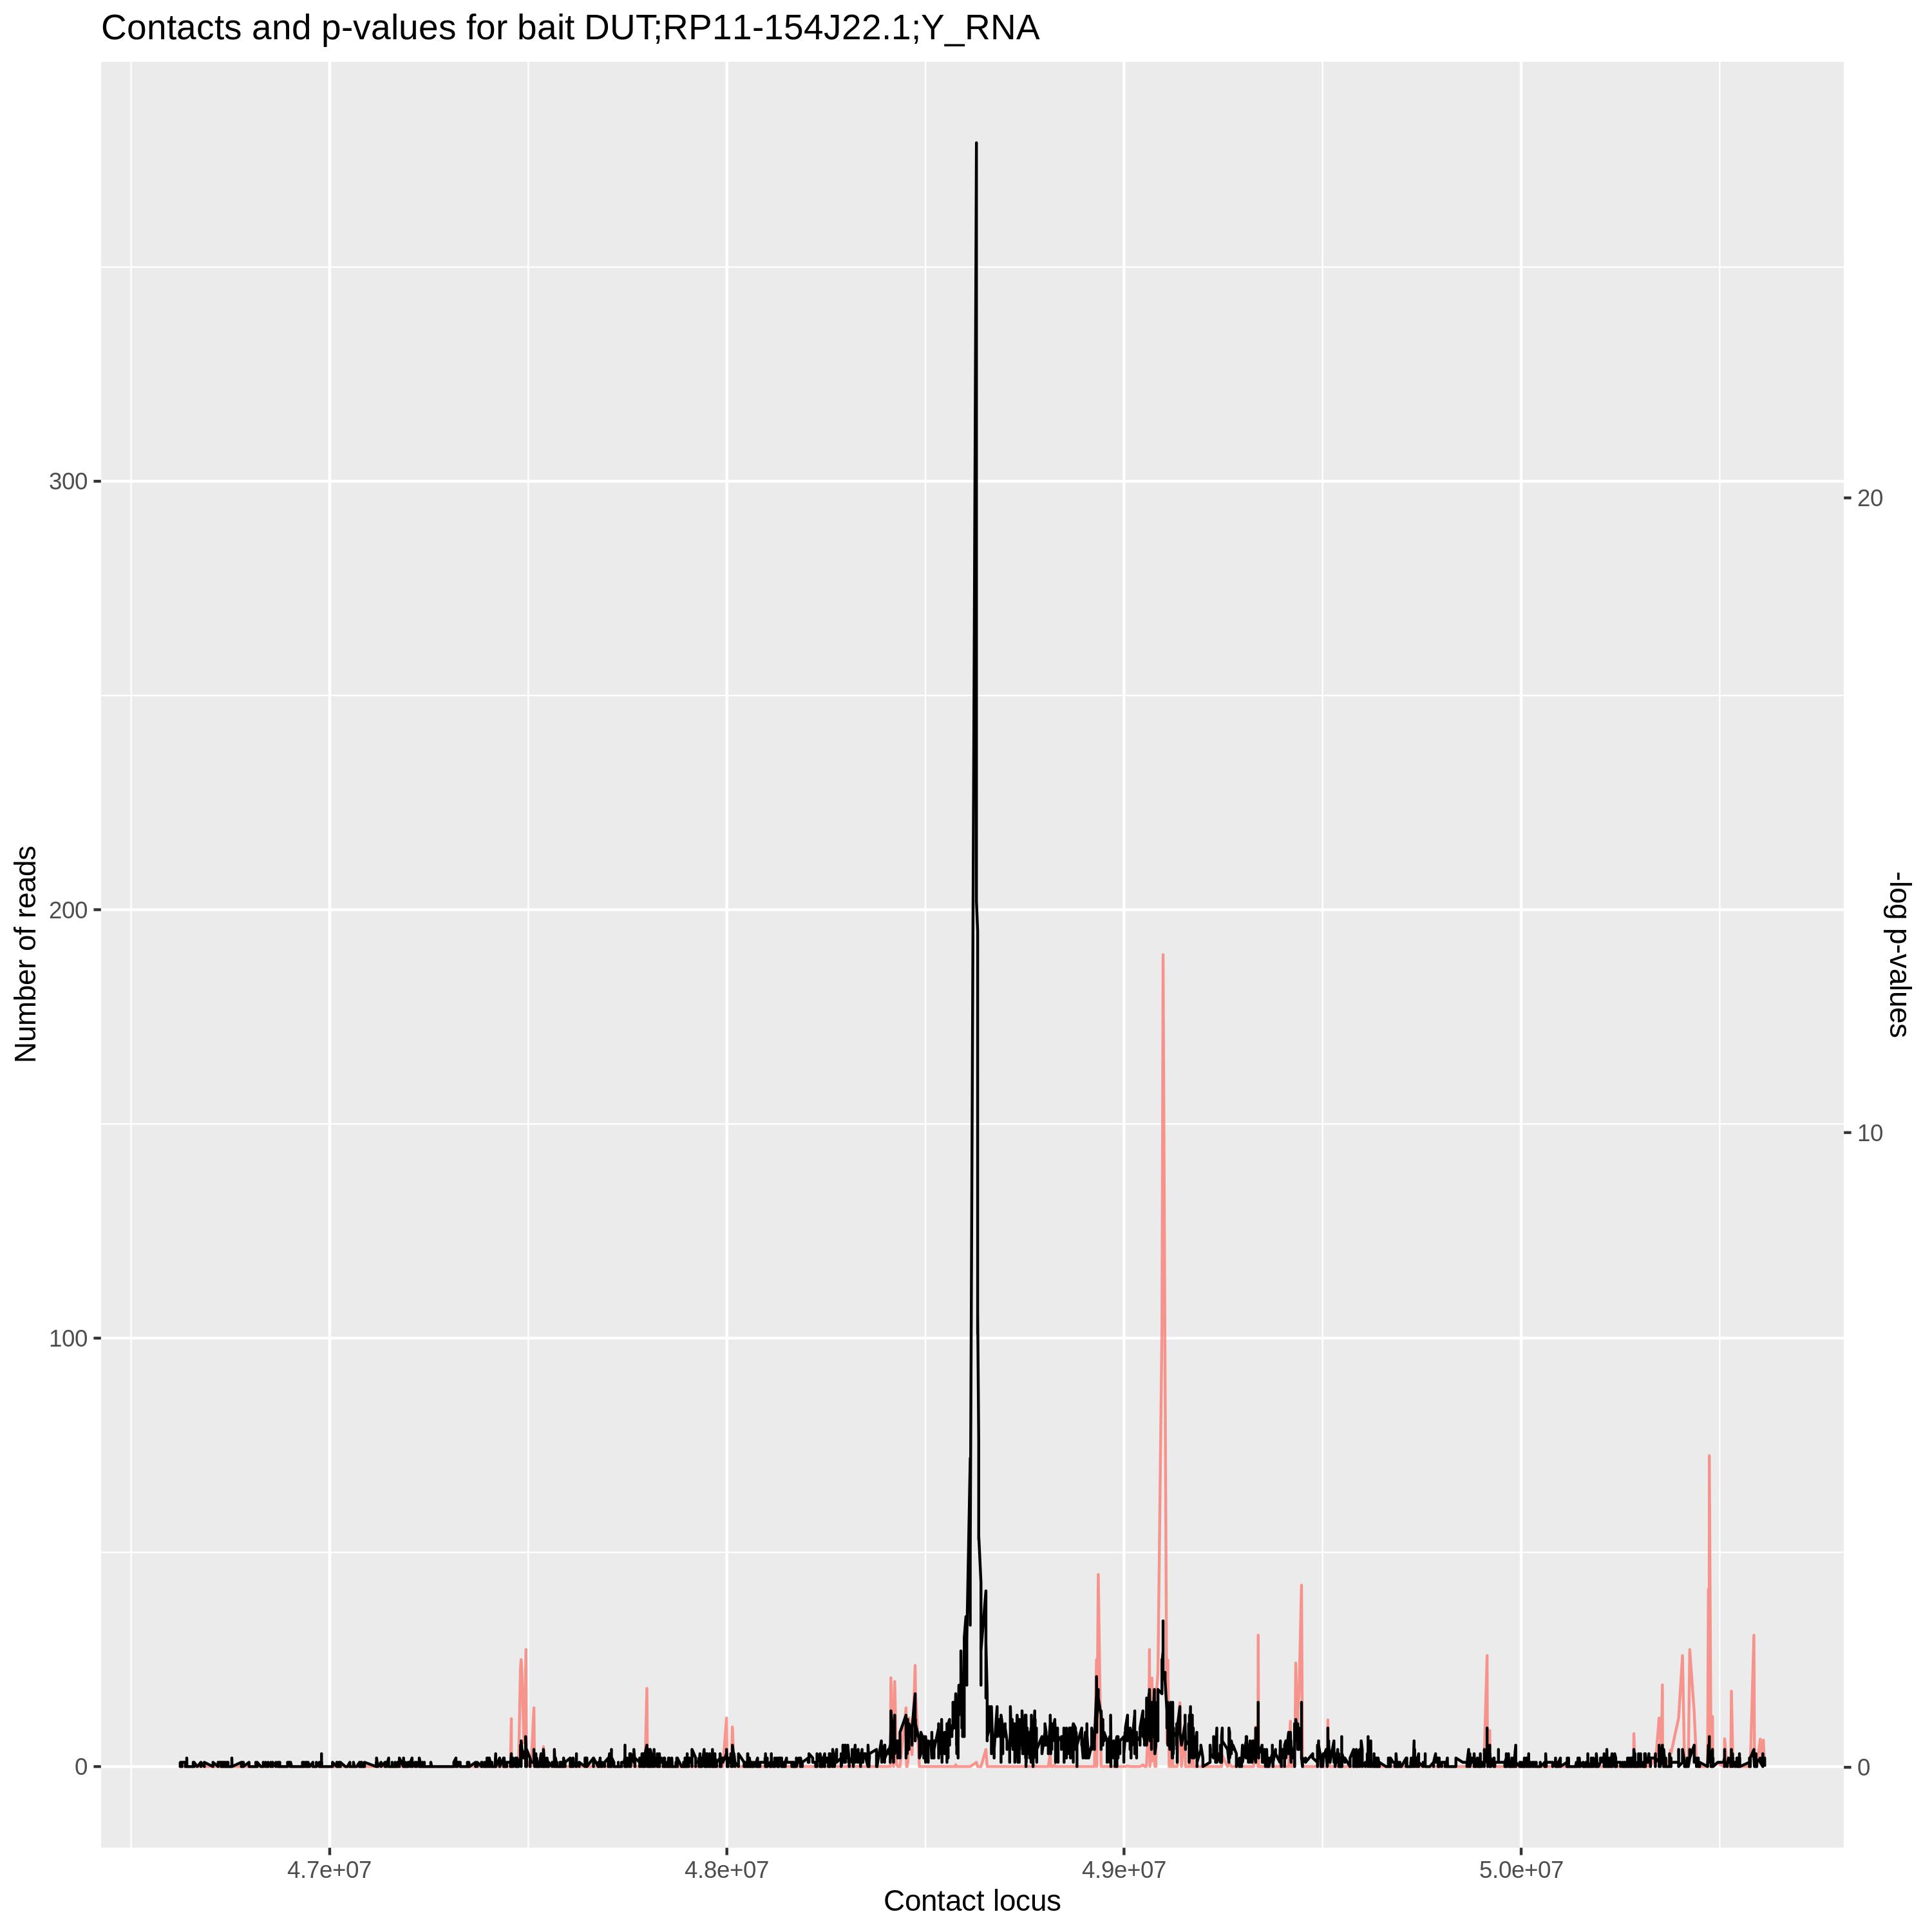 Contacts and p-values for bait DUT;RP11-154J22.1;Y_RNA
Number of reads
300
200
100
0
20
10
0
-log p-values
4.7e+07
4.8e+07
4.9e+07
5.0e+07
Contact locus